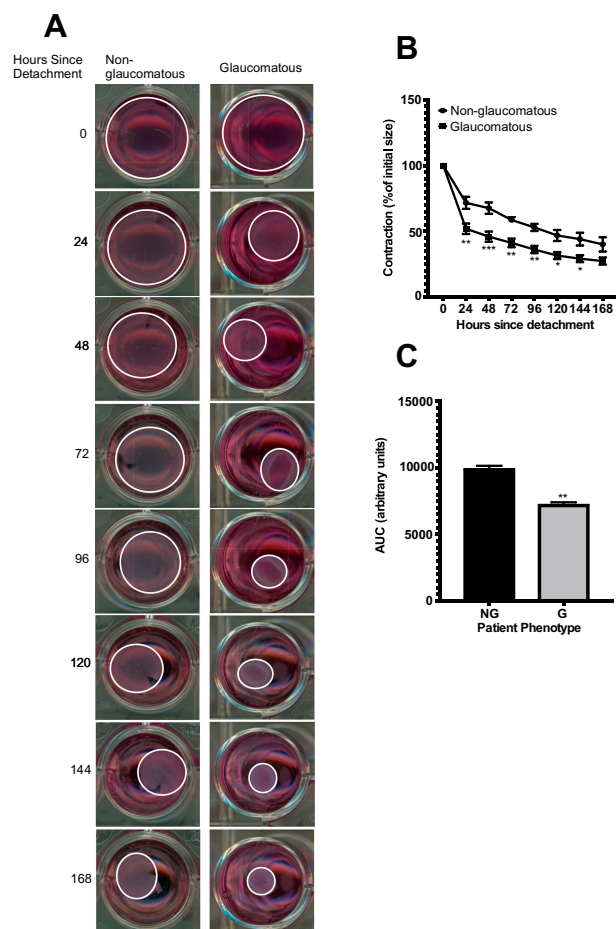 A
Hours Since
Detachment
Non-
glaucomatous
Glaucomatous
0
24
48
72
96
120
144
168
B
150
100
50
0
Contraction (% of initial size)
Non-glaucomatous
Glaucomatous
** *** ** ** * *
0 24 48 72 96 120 144 168
Hours since detachment
C
15000
10000
5000
0
AUC (arbitrary units)
**
NG G
Patient Phenotype